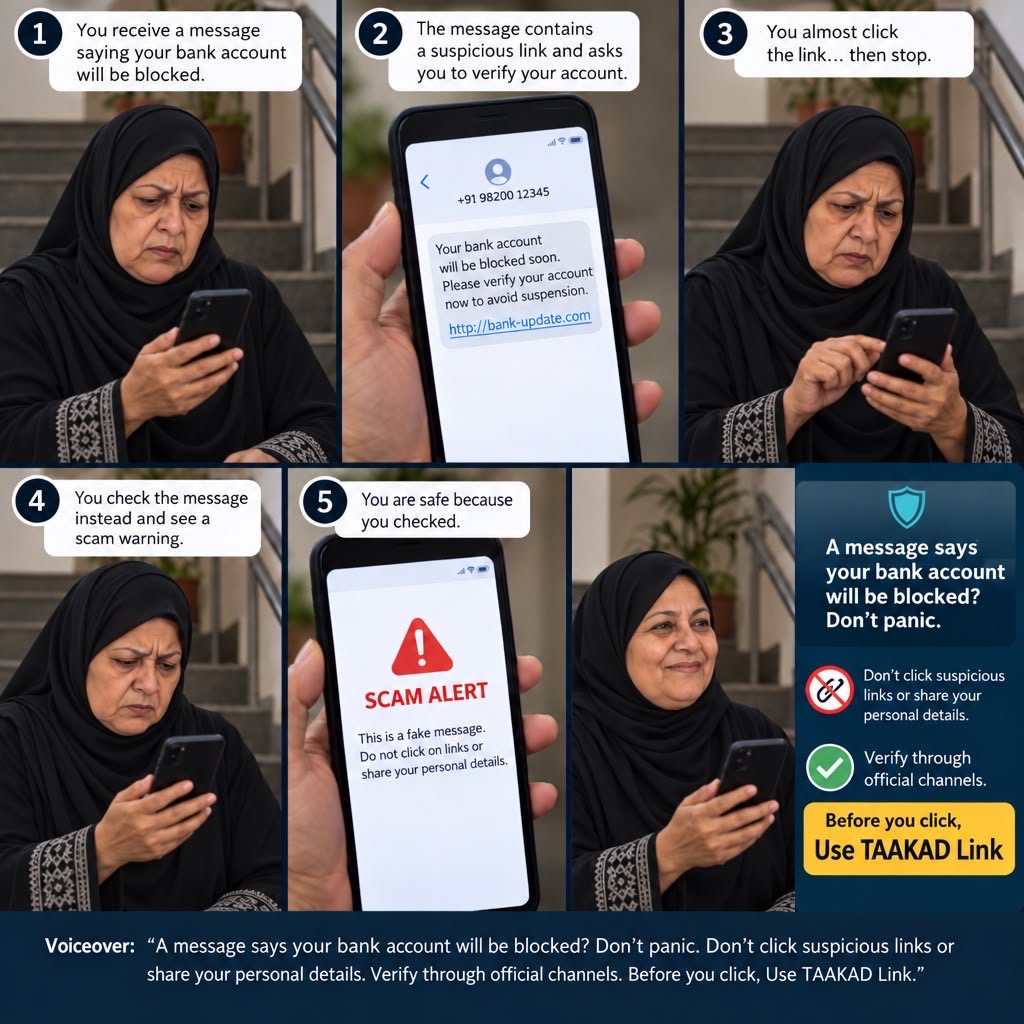 1
You receive a message
saying your bank account
will be blocked.
2
The message contains
a suspicious link and asks
you to verify your account.
+91 98200 12345
Your bank account
will be blocked soon.
Please verify your account
now to avoid suspension.
http://bank-update.com
3
You almost click
the link... then stop.
4
You check the message
instead and see a
scam warning.
5
You are safe because
you checked.
SCAM ALERT
This is a fake message.
Do not click on links or
share your personal details.
A message says
your bank account
will be blocked?
Don’t panic.
Don’t click suspicious
links or share your
personal details.
Verify through
official channels.
Before you click,
Use TAAKAD Link
Voiceover: “A message says your bank account will be blocked? Don’t panic. Don’t click suspicious links or
share your personal details. Verify through official channels. Before you click, Use TAAKAD Link.”